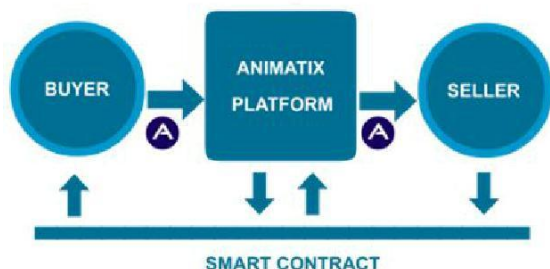 BUYER
ANIMATIX
PLATFORM
SELLER
A
A
SMART CONTRACT